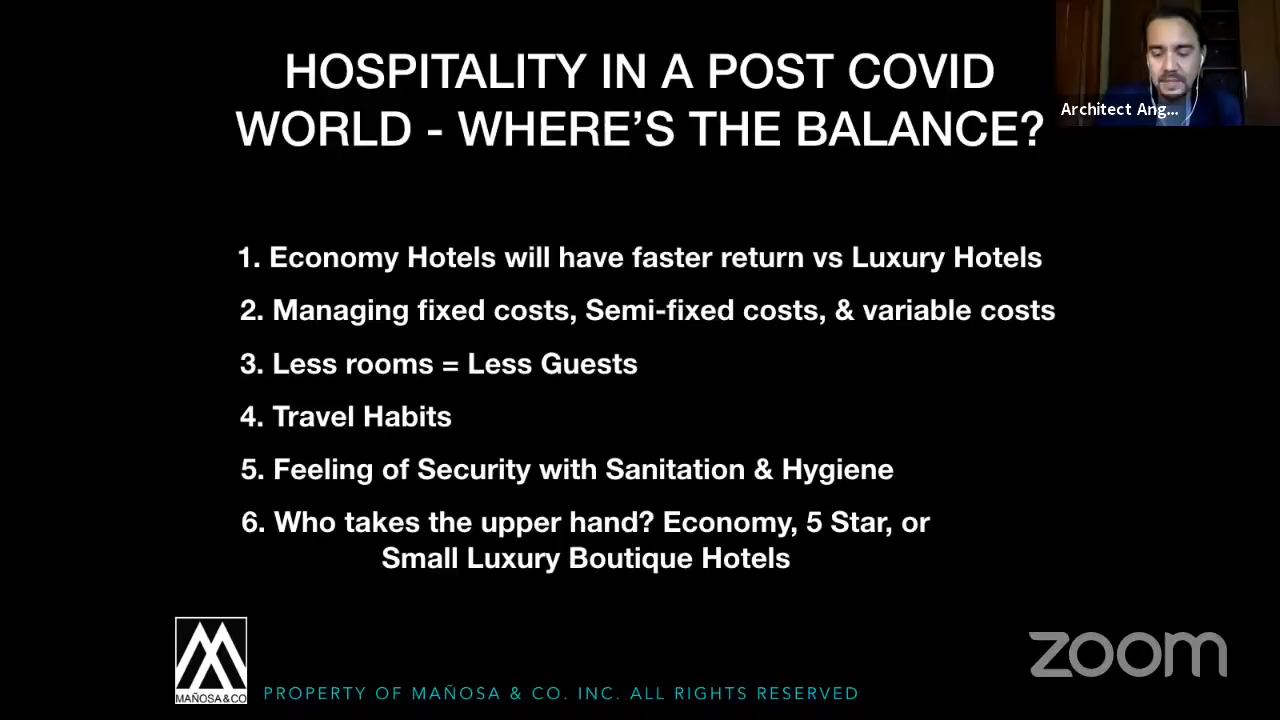 HOSPITALITY IN A POST COVID
WORLD - WHERE'S THE BALANCE?
Architect Ang...
1. Economy Hotels will have faster return vs Luxury Hotels
2. Managing fixed costs, Semi-fixed costs, & variable costs
3. Less rooms = Less Guests
4. Travel Habits
5. Feeling of Security with Sanitation & Hygiene
6. Who takes the upper hand? Economy, 5 Star, or
Small Luxury Boutique Hotels
MAÑOSA & CO
PROPERTY OF MAÑOSA & CO. INC. ALL RIGHTS RESERVED
zoom